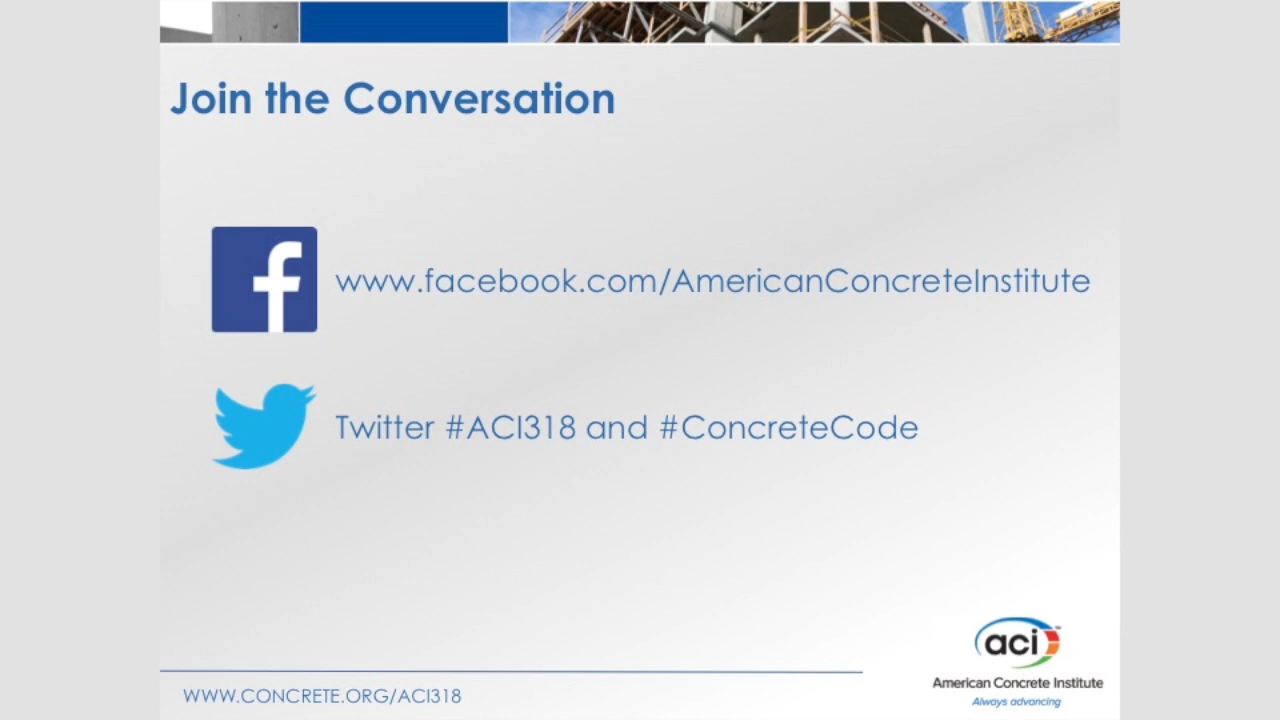 Join the Conversation
www.facebook.com/AmericanConcreteInstitute
Twitter #ACI318 and #ConcreteCode
aci™
American Concrete Institute
Always advancing
WWW.CONCRETE.ORG/ACI318